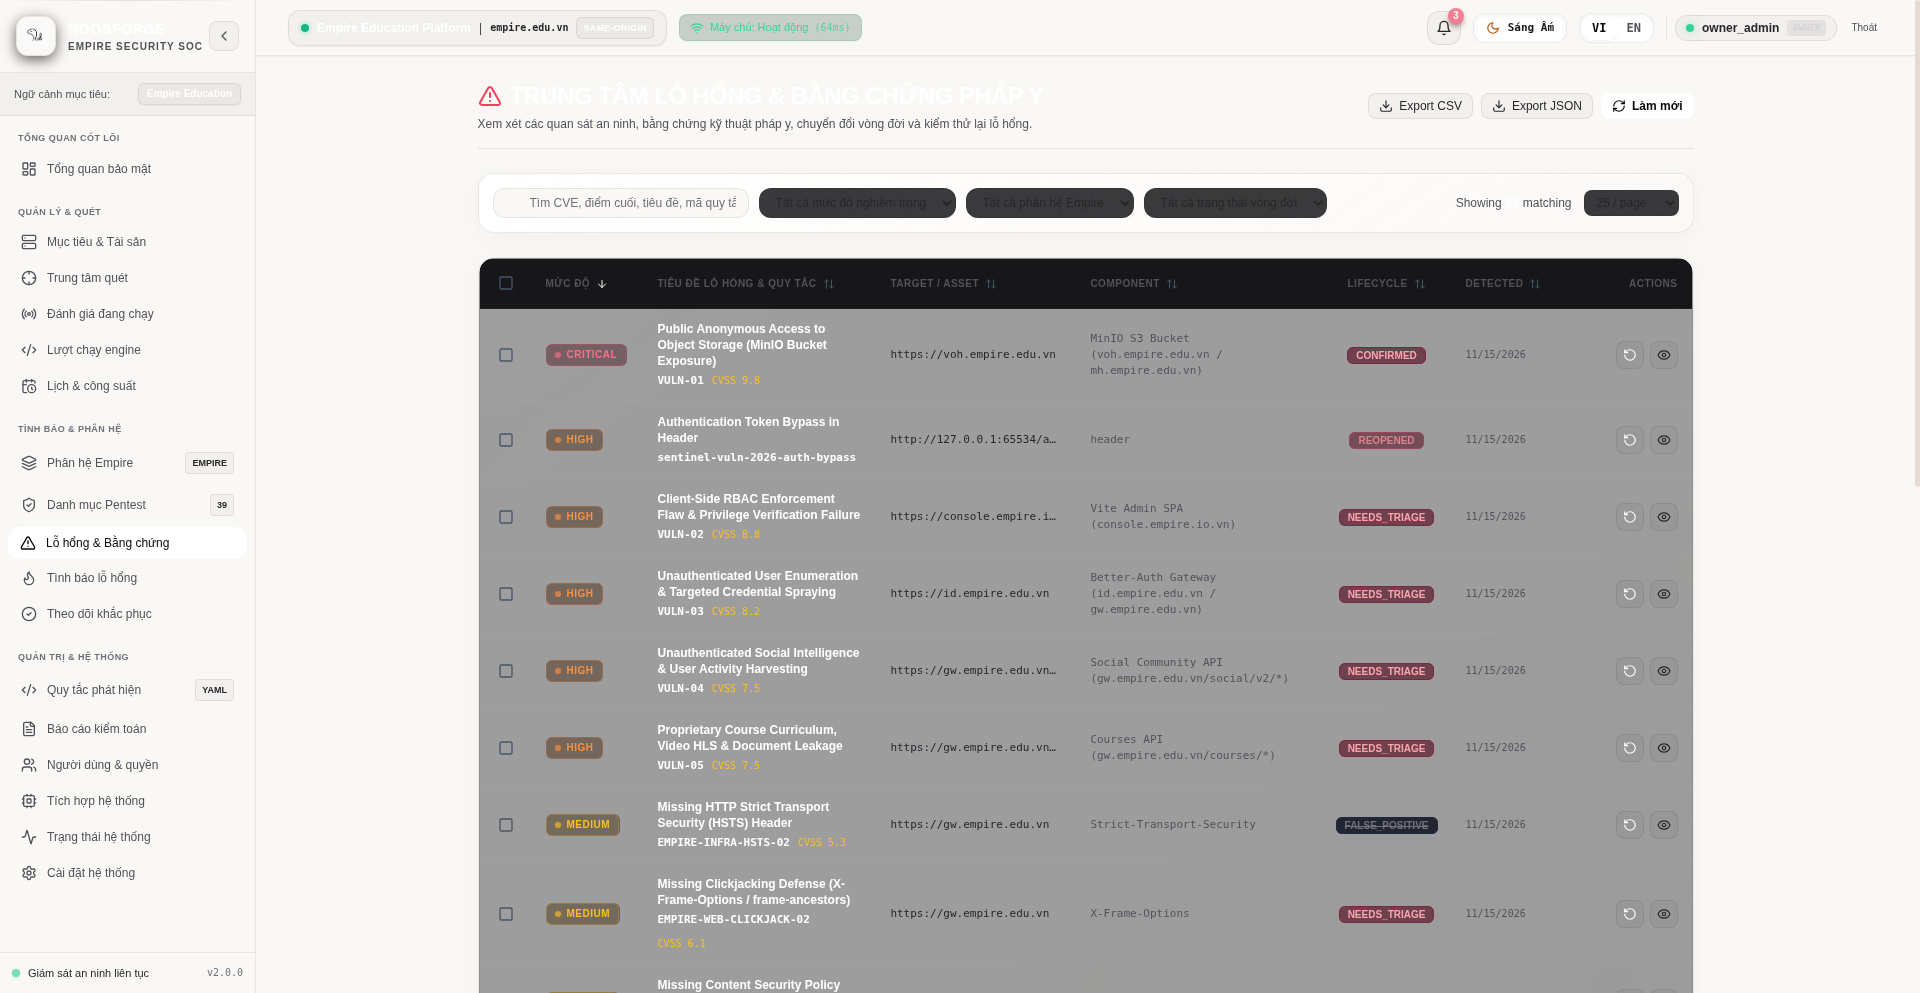 NOOSFORGE
EMPIRE SECURITY SOC
Empire Education Platform | empire.edu.vn SAME-ORIGIN
Máy chủ: Hoạt động (64ms)
3
Sáng Ấm
VI EN
owner_admin OWNER
Thoát
Ngữ cảnh mục tiêu: Empire Education
TỔNG QUAN CỐT LÕI
Tổng quan bảo mật
QUẢN LÝ & QUÉT
Mục tiêu & Tài sản
Trung tâm quét
Đánh giá đang chạy
Lượt chạy engine
Lịch & công suất
TÌNH BÁO & PHÂN HỆ
Phân hệ Empire EMPIRE
Danh mục Pentest 39
Lỗ hổng & Bằng chứng
Tình báo lỗ hổng
Theo dõi khắc phục
QUẢN TRỊ & HỆ THỐNG
Quy tắc phát hiện YAML
Báo cáo kiểm toán
Người dùng & quyền
Tích hợp hệ thống
Trạng thái hệ thống
Cài đặt hệ thống
Giám sát an ninh liên tục v2.0.0
TRUNG TÂM LỖ HỔNG & BẰNG CHỨNG PHÁP Y
Xem xét các quan sát an ninh, bằng chứng kỹ thuật pháp y, chuyển đổi vòng đời và kiểm thử lại lỗ hổng.
Export CSV
Export JSON
Làm mới
Tìm CVE, điểm cuối, tiêu đề, mã quy tắ
Tất cả mức độ nghiêm trọng
Tất cả phân hệ Empire
Tất cả trạng thái vòng đời
Showing matching
25 / page
MỨC ĐỘ TIÊU ĐỀ LỖ HỔNG & QUY TẮC TARGET / ASSET COMPONENT LIFECYCLE DETECTED ACTIONS
CRITICAL
Public Anonymous Access to
Object Storage (MinIO Bucket
Exposure)
VULN-01 CVSS 9.8
https://voh.empire.edu.vn
MinIO S3 Bucket
(voh.empire.edu.vn /
mh.empire.edu.vn)
CONFIRMED
11/15/2026
HIGH
Authentication Token Bypass in
Header
sentinel-vuln-2026-auth-bypass
http://127.0.0.1:65534/a…
header
REOPENED
11/15/2026
HIGH
Client-Side RBAC Enforcement
Flaw & Privilege Verification Failure
VULN-02 CVSS 8.8
https://console.empire.i…
Vite Admin SPA
(console.empire.io.vn)
NEEDS_TRIAGE
11/15/2026
HIGH
Unauthenticated User Enumeration
& Targeted Credential Spraying
VULN-03 CVSS 8.2
https://id.empire.edu.vn
Better-Auth Gateway
(id.empire.edu.vn /
gw.empire.edu.vn)
NEEDS_TRIAGE
11/15/2026
HIGH
Unauthenticated Social Intelligence
& User Activity Harvesting
VULN-04 CVSS 7.5
https://gw.empire.edu.vn…
Social Community API
(gw.empire.edu.vn/social/v2/*)
NEEDS_TRIAGE
11/15/2026
HIGH
Proprietary Course Curriculum,
Video HLS & Document Leakage
VULN-05 CVSS 7.5
https://gw.empire.edu.vn…
Courses API
(gw.empire.edu.vn/courses/*)
NEEDS_TRIAGE
11/15/2026
MEDIUM
Missing HTTP Strict Transport
Security (HSTS) Header
EMPIRE-INFRA-HSTS-02 CVSS 5.3
https://gw.empire.edu.vn
Strict-Transport-Security
FALSE_POSITIVE
11/15/2026
MEDIUM
Missing Clickjacking Defense (X-
Frame-Options / frame-ancestors)
EMPIRE-WEB-CLICKJACK-02
CVSS 6.1
https://gw.empire.edu.vn
X-Frame-Options
NEEDS_TRIAGE
11/15/2026
Missing Content Security Policy